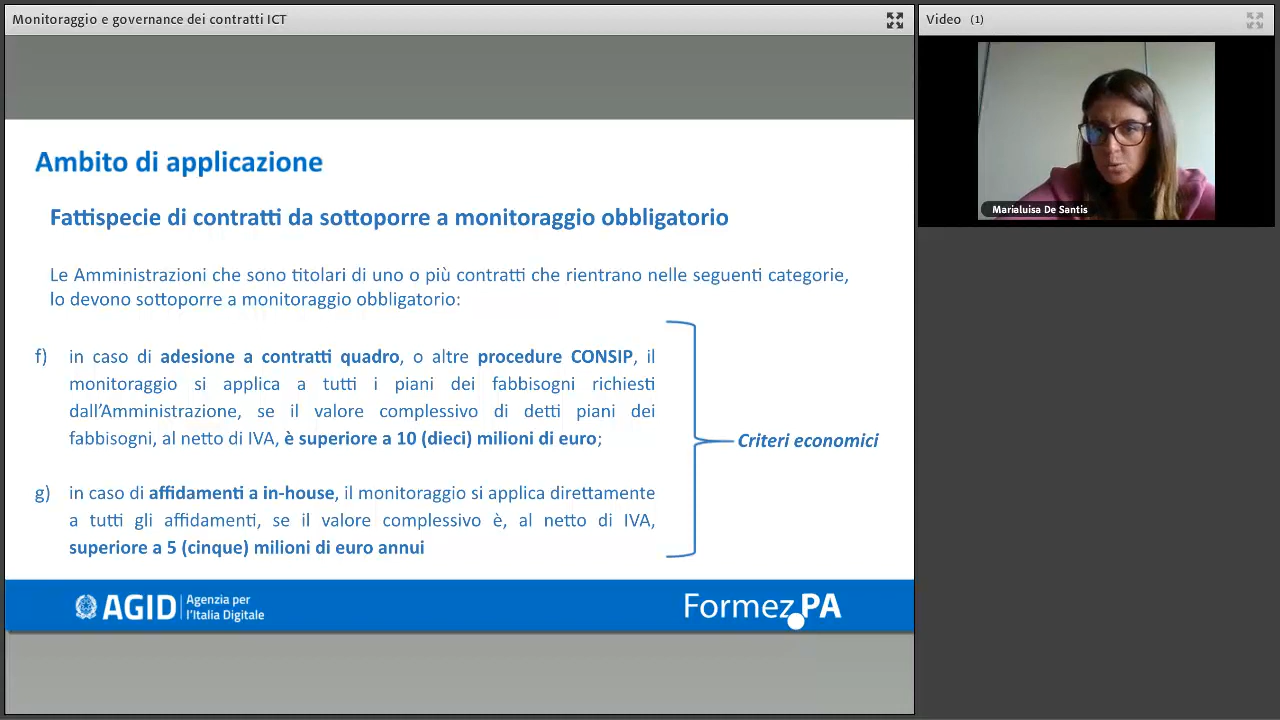 Monitoraggio e governance dei contratti ICT
Video (1)
Marialuisa De Santis
Ambito di applicazione
Fattispecie di contratti da sottoporre a monitoraggio obbligatorio
Le Amministrazioni che sono titolari di uno o più contratti che rientrano nelle seguenti categorie,
lo devono sottoporre a monitoraggio obbligatorio:
f) in caso di adesione a contratti quadro, o altre procedure CONSIP, il
monitoraggio si applica a tutti i piani dei fabbisogni richiesti
dall'Amministrazione, se il valore complessivo di detti piani dei
fabbisogni, al netto di IVA, è superiore a 10 (dieci) milioni di euro;
g) in caso di affidamenti a in-house, il monitoraggio si applica direttamente
a tutti gli affidamenti, se il valore complessivo è, al netto di IVA,
superiore a 5 (cinque) milioni di euro annui
Criteri economici
AGID Agenzia per
l'Italia Digitale
Formez PA